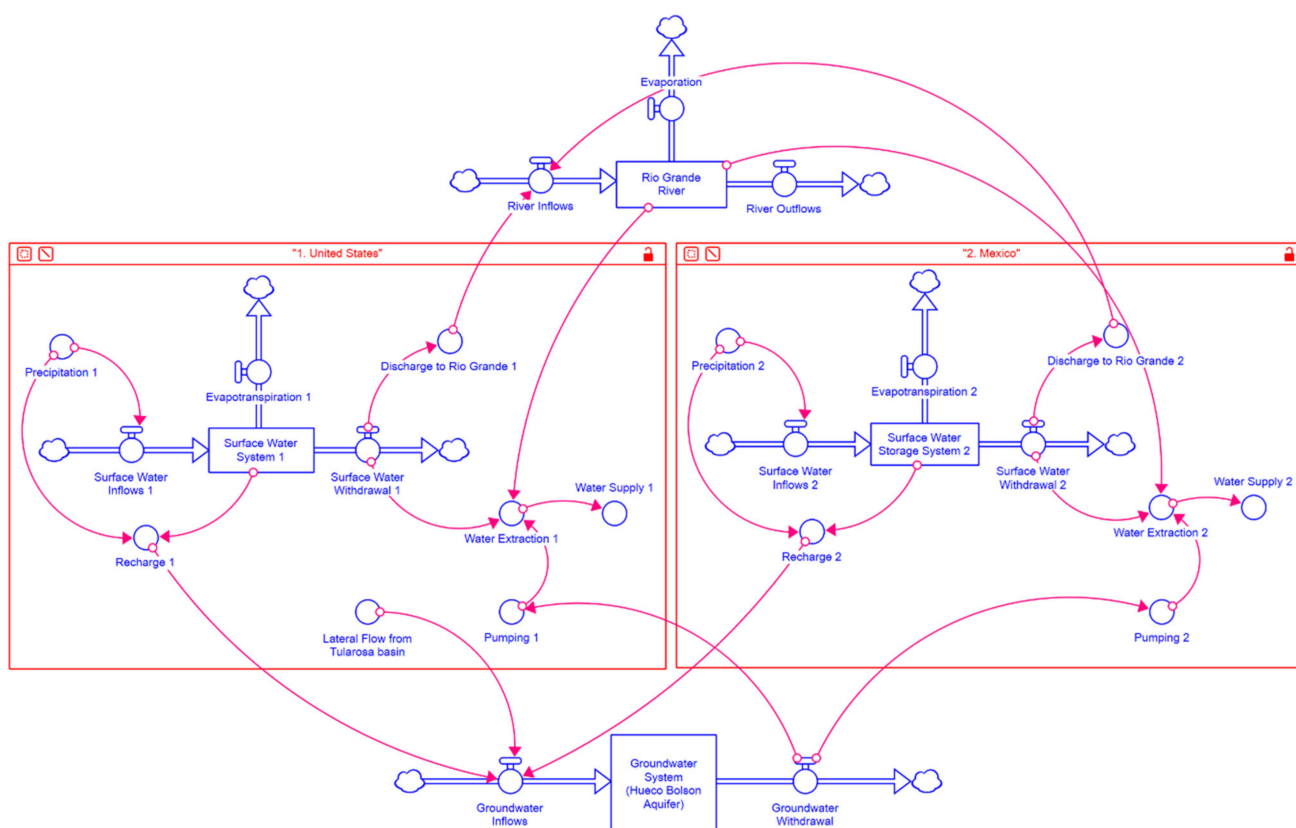 Evaporation
Rio Grande
River
River Inflows
River Outflows
"1. United States"
"2. Mexico"
Precipitation 1
Discharge to Rio Grande 1
Evapotranspiration 1
Surface Water
System 1
Surface Water
Inflows 1
Surface Water
Withdrawal 1
Water Supply 1
Water Extraction 1
Recharge 1
Lateral Flow from
Tularosa basin
Pumping 1
Precipitation 2
Discharge to Rio Grande 2
Evapotranspiration 2
Surface Water
Storage System 2
Surface Water
Inflows 2
Surface Water
Withdrawal 2
Water Supply 2
Water Extraction 2
Recharge 2
Pumping 2
Groundwater
System
(Hueco Bolson
Aquifer)
Groundwater
Inflows
Groundwater
Withdrawal